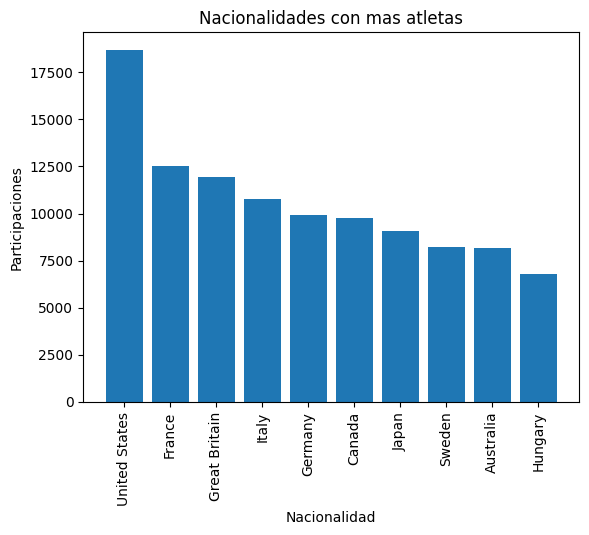 Nacionalidades con mas atletas
Participaciones
17500
15000
12500
10000
7500
5000
2500
0
United States
France
Great Britain
Italy
Germany
Canada
Japan
Sweden
Australia
Hungary
Nacionalidad